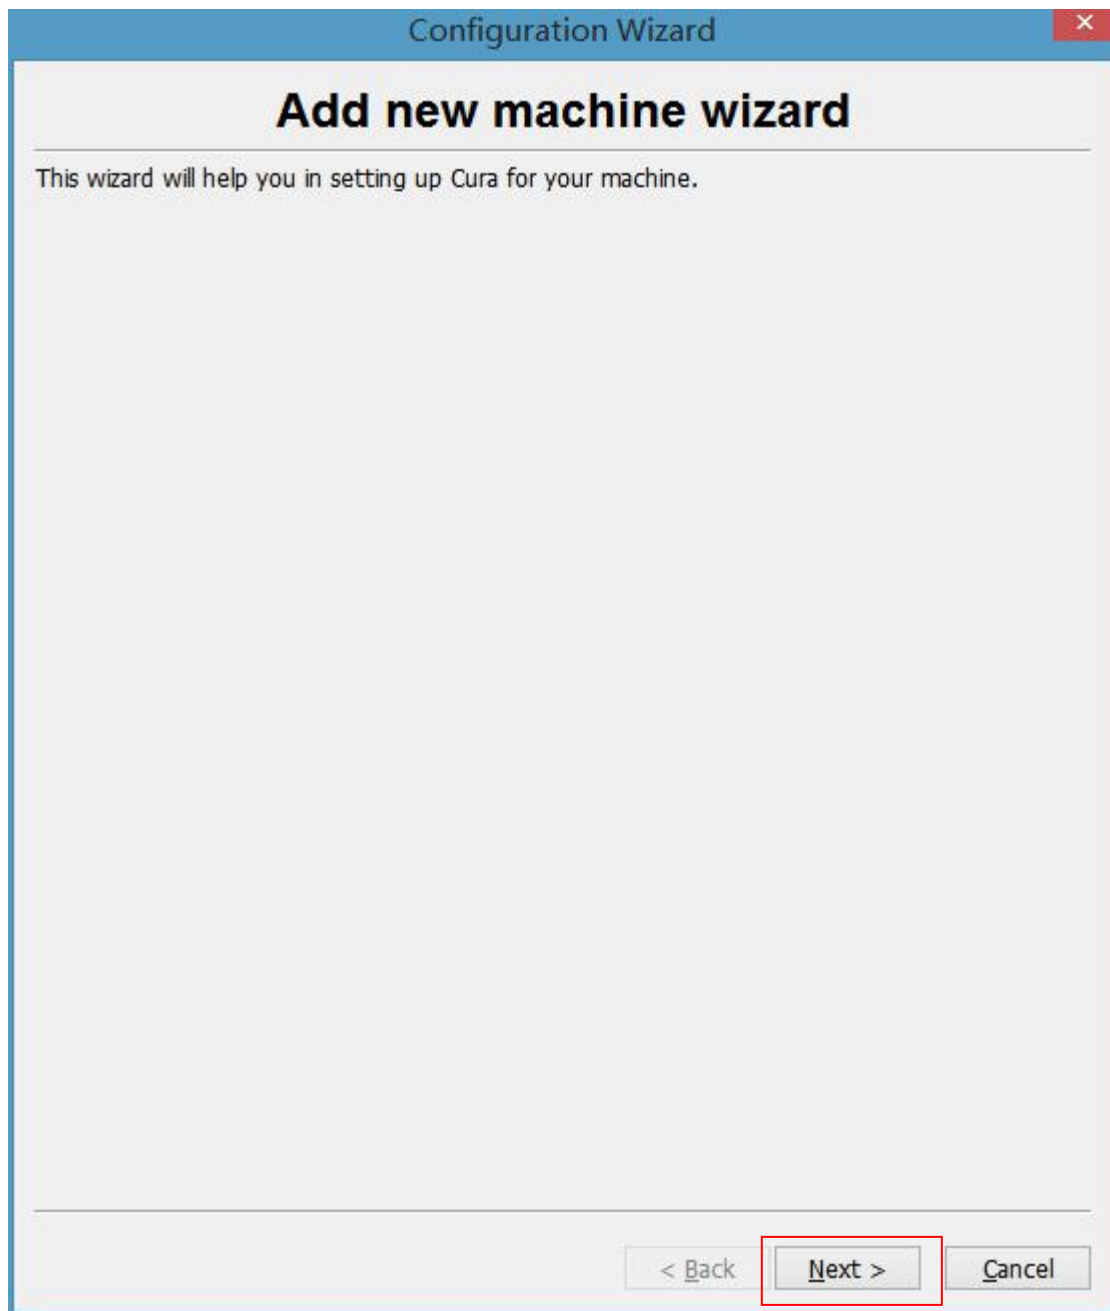 Configuration Wizard
Add new machine wizard
This wizard will help you in setting up Cura for your machine.
< Back
Next >
Cancel